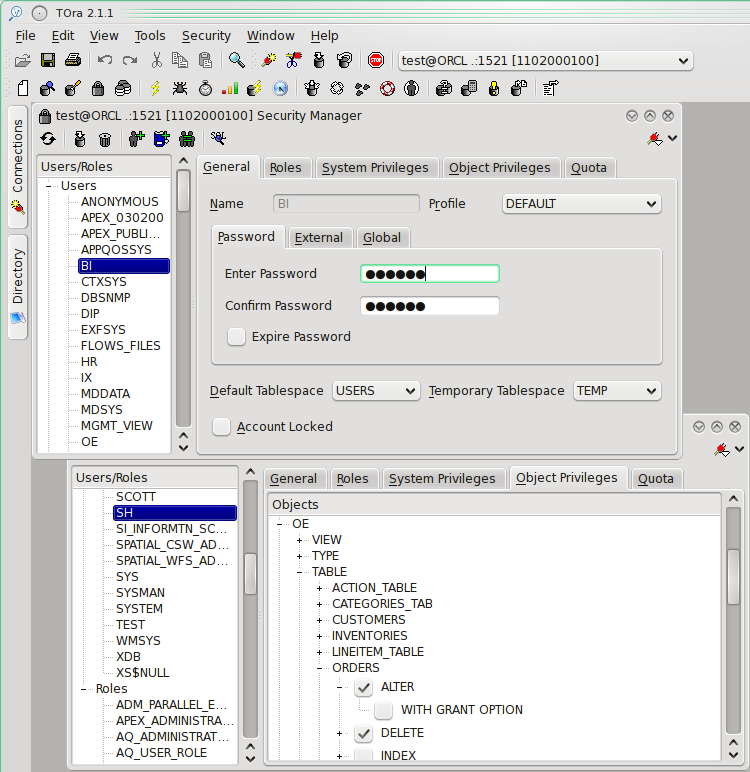 TOra 2.1.1
File Edit View Tools Security Window Help
STOP
test@ORCL .:1521 [1102000100]
Connections
Directory
test@ORCL .:1521 [1102000100] Security Manager
Users/Roles
Users
ANONYMOUS
APEX_030200
APEX_PUBLI...
APPQOSSYS
BI
CTXSYS
DBSNMP
DIP
EXFSYS
FLOWS_FILES
HR
IX
MDDATA
MDSYS
MGMT_VIEW
OE
General Roles System Privileges Object Privileges Quota
Name BI Profile DEFAULT
Password External Global
Enter Password ●●●●●●
Confirm Password ●●●●●●
Expire Password
Default Tablespace USERS Temporary Tablespace TEMP
Account Locked
Users/Roles
SCOTT
SH
SI_INFORMTN_SC...
SPATIAL_CSW_AD...
SPATIAL_WFS_AD...
SYS
SYSMAN
SYSTEM
TEST
WMSYS
XDB
XS$NULL
Roles
ADM_PARALLEL_E...
APEX_ADMINISTRA...
AQ_ADMINISTRAT...
AQ_USER_ROLE
General Roles System Privileges Object Privileges Quota
Objects
OE
VIEW
TYPE
TABLE
ACTION_TABLE
CATEGORIES_TAB
CUSTOMERS
INVENTORIES
LINEITEM_TABLE
ORDERS
ALTER
WITH GRANT OPTION
DELETE
INDEX